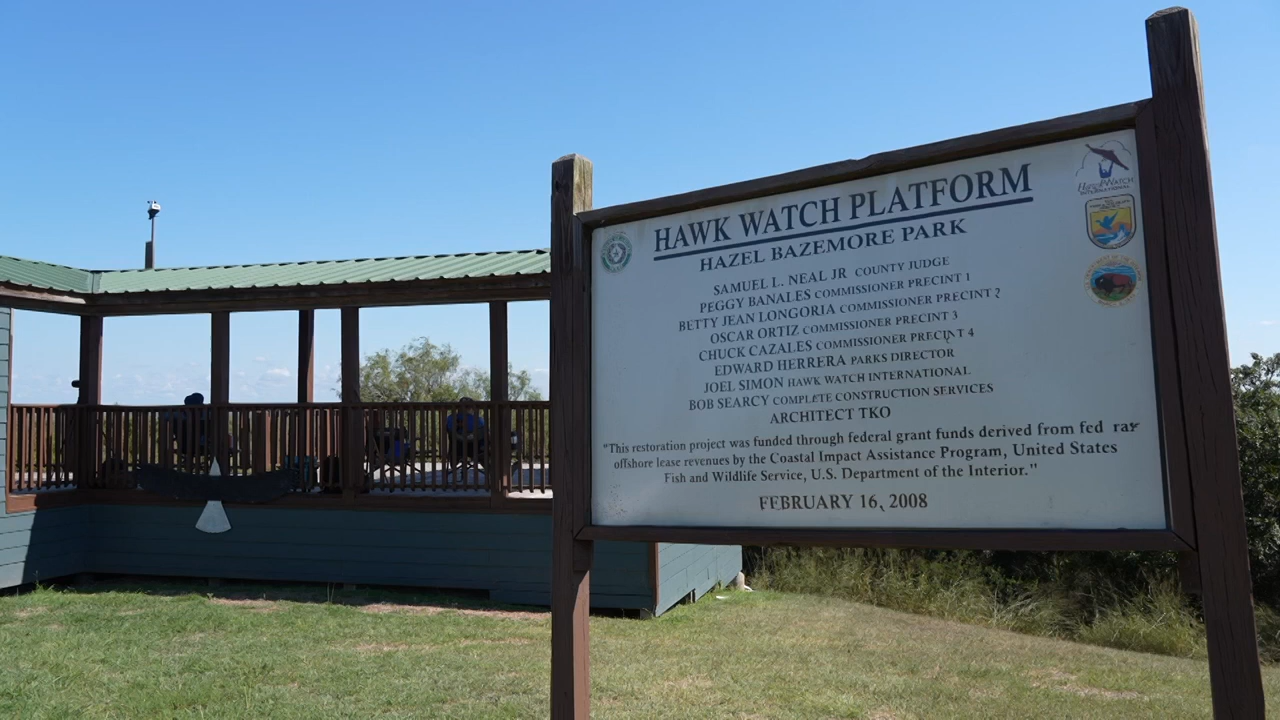 HAWK WATCH PLATFORM
HAZEL BAZEMORE PARK
SAMUEL L. NEAL JR COUNTY JUDGE
PEGGY BANALES COMMISSIONER PRECINT 1
BETTY JEAN LONGORIA COMMISSIONER PRECINT 2
OSCAR ORTIZ COMMISSIONER PRECINT 3
CHUCK CAZALES COMMISSIONER PRECINT 4
EDWARD HERRERA PARKS DIRECTOR
JOEL SIMON HAWK WATCH INTERNATIONAL
BOB SEARCY COMPLETE CONSTRUCTION SERVICES
ARCHITECT TKO
"This restoration project was funded through federal grant funds derived from fed ray
offshore lease revenues by the Coastal Impact Assistance Program, United States
Fish and Wildlife Service, U.S. Department of the Interior."
FEBRUARY 16, 2008
HAWKWATCH
INTERNATIONAL